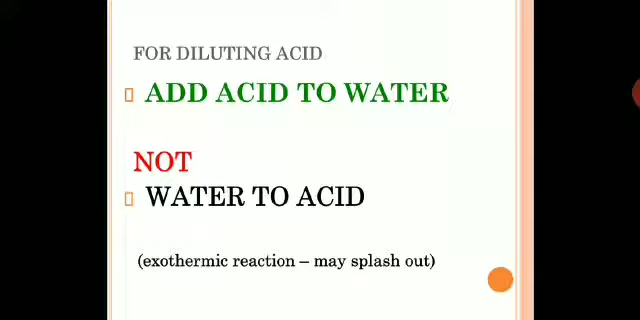 FOR DILUTING ACID
ADD ACID TO WATER
NOT
WATER TO ACID
(exothermic reaction – may splash out)